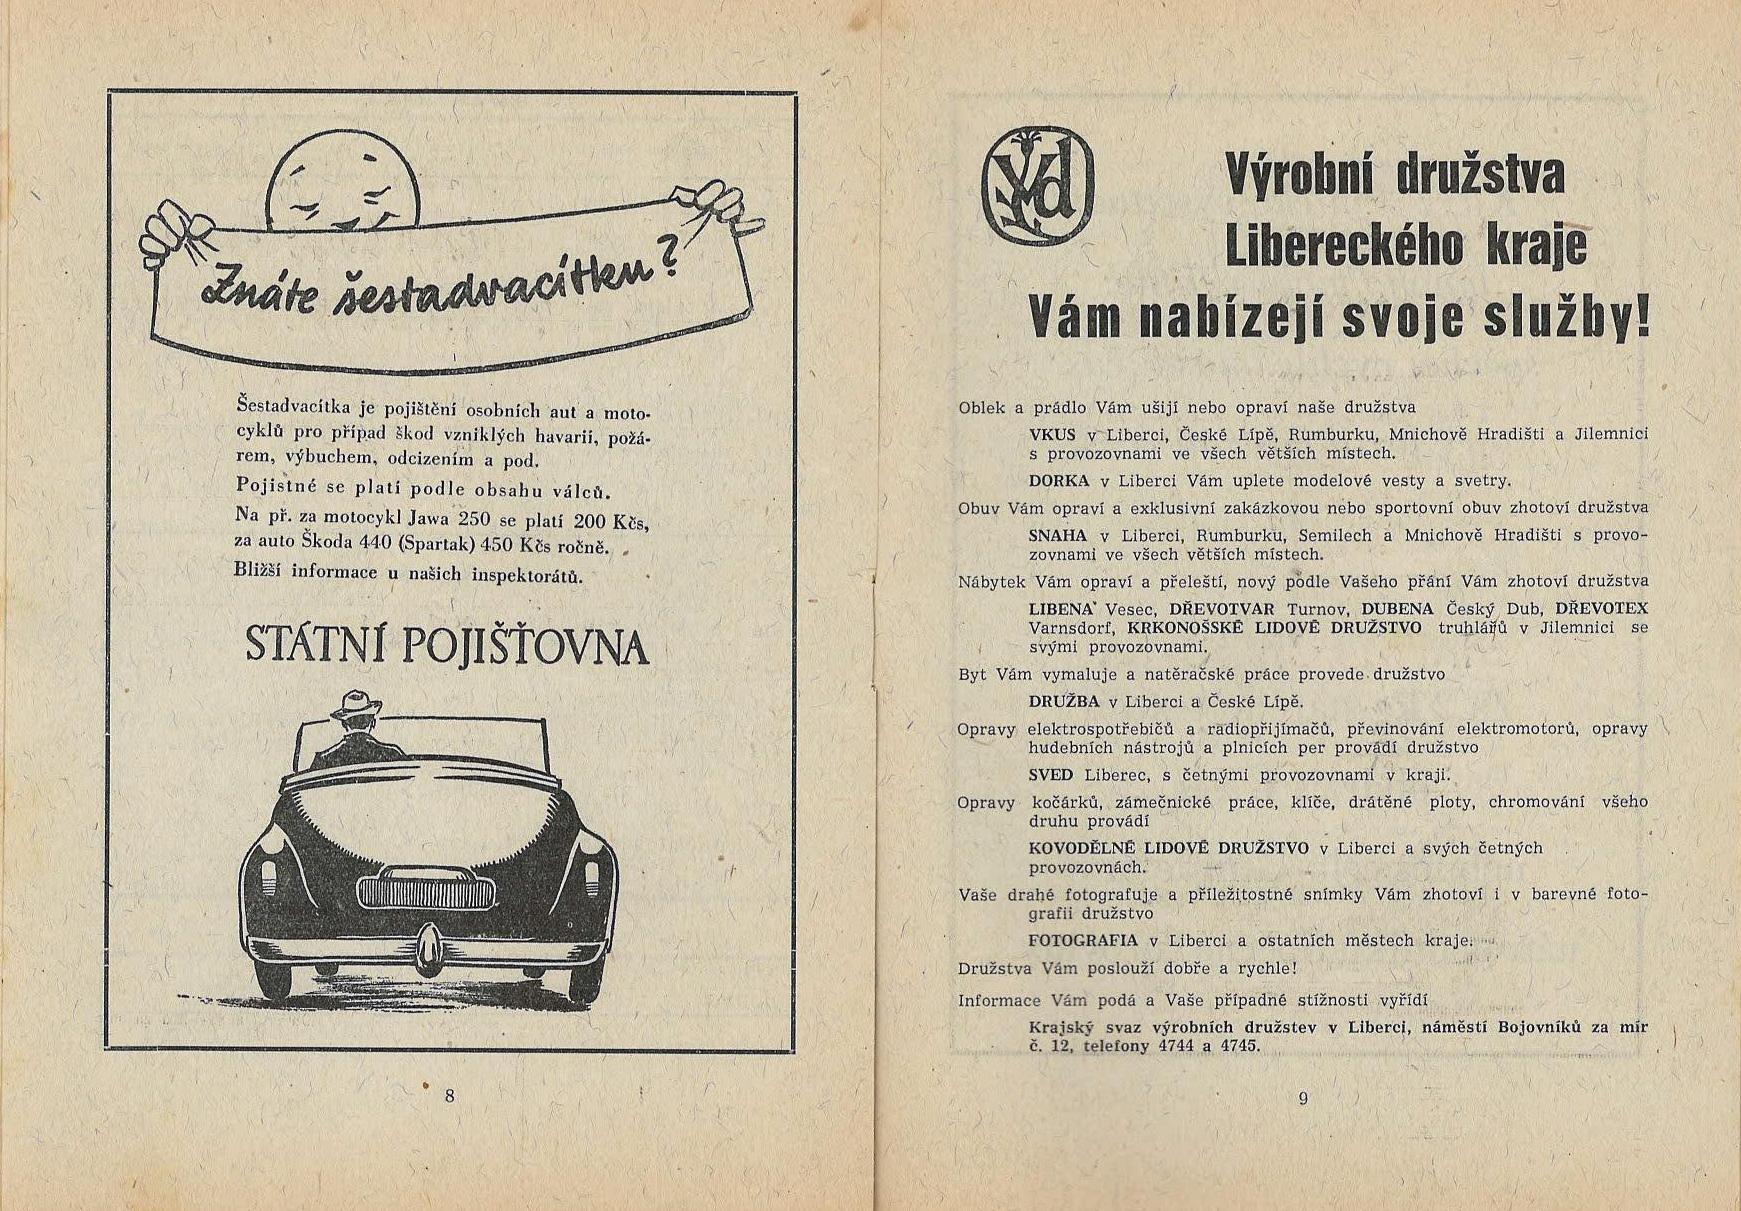 Znáte šestadvacítku?
Šestadvacítka je pojištění osobních aut a moto-
cyklů pro případ škod vzniklých havarií, požá-
rem, výbuchem, odcizením a pod.
Pojistné se platí podle obsahu válců.
Na př. za motocykl Jawa 250 se platí 200 Kčs,
za auto Škoda 440 (Spartak) 450 Kčs ročně.
Bližší informace u našich inspektorátů.
STÁTNÍ POJIŠŤOVNA
8
Vd
Výrobní družstva
Libereckého kraje
Vám nabízejí svoje služby!
Oblek a prádlo Vám ušijí nebo opraví naše družstva
VKUS v Liberci, České Lípě, Rumburku, Mnichově Hradišti a Jilemnici
s provozovnami ve všech větších místech.
DORKA v Liberci Vám uplete modelové vesty a svetry.
Obuv Vám opraví a exklusivní zakázkovou nebo sportovní obuv zhotoví družstva
SNAHA v Liberci, Rumburku, Semilech a Mnichově Hradišti s provo-
zovnami ve všech větších místech.
Nábytek Vám opraví a přeleští, nový podle Vašeho přání Vám zhotoví družstva
LIBENA Vesec, DŘEVOTVAR Turnov, DUBENA Český Dub, DŘEVOTEX
Varnsdorf, KRKONOŠSKÉ LIDOVÉ DRUŽSTVO truhlářů v Jilemnici se
svými provozovnami.
Byt Vám vymaluje a natěračské práce provede družstvo
DRUŽBA v Liberci a České Lípě.
Opravy elektrospotřebičů a radiopřijímačů, převinování elektromotorů, opravy
hudebních nástrojů a plnicích per provádí družstvo
SVED Liberec, s četnými provozovnami v kraji.
Opravy kočárků, zámečnické práce, klíče, drátěné ploty, chromování všeho
druhu provádí
KOVODĚLNÉ LIDOVÉ DRUŽSTVO v Liberci a svých četných
provozovnách.
Vaše drahé fotografuje a příležitostné snímky Vám zhotoví i v barevné foto-
grafii družstvo
FOTOGRAFIA v Liberci a ostatních městech kraje.
Družstva Vám poslouží dobře a rychle!
Informace Vám podá a Vaše případné stížnosti vyřídí
Krajský svaz výrobních družstev v Liberci, náměstí Bojovníků za mír
č. 12, telefony 4744 a 4745.
9